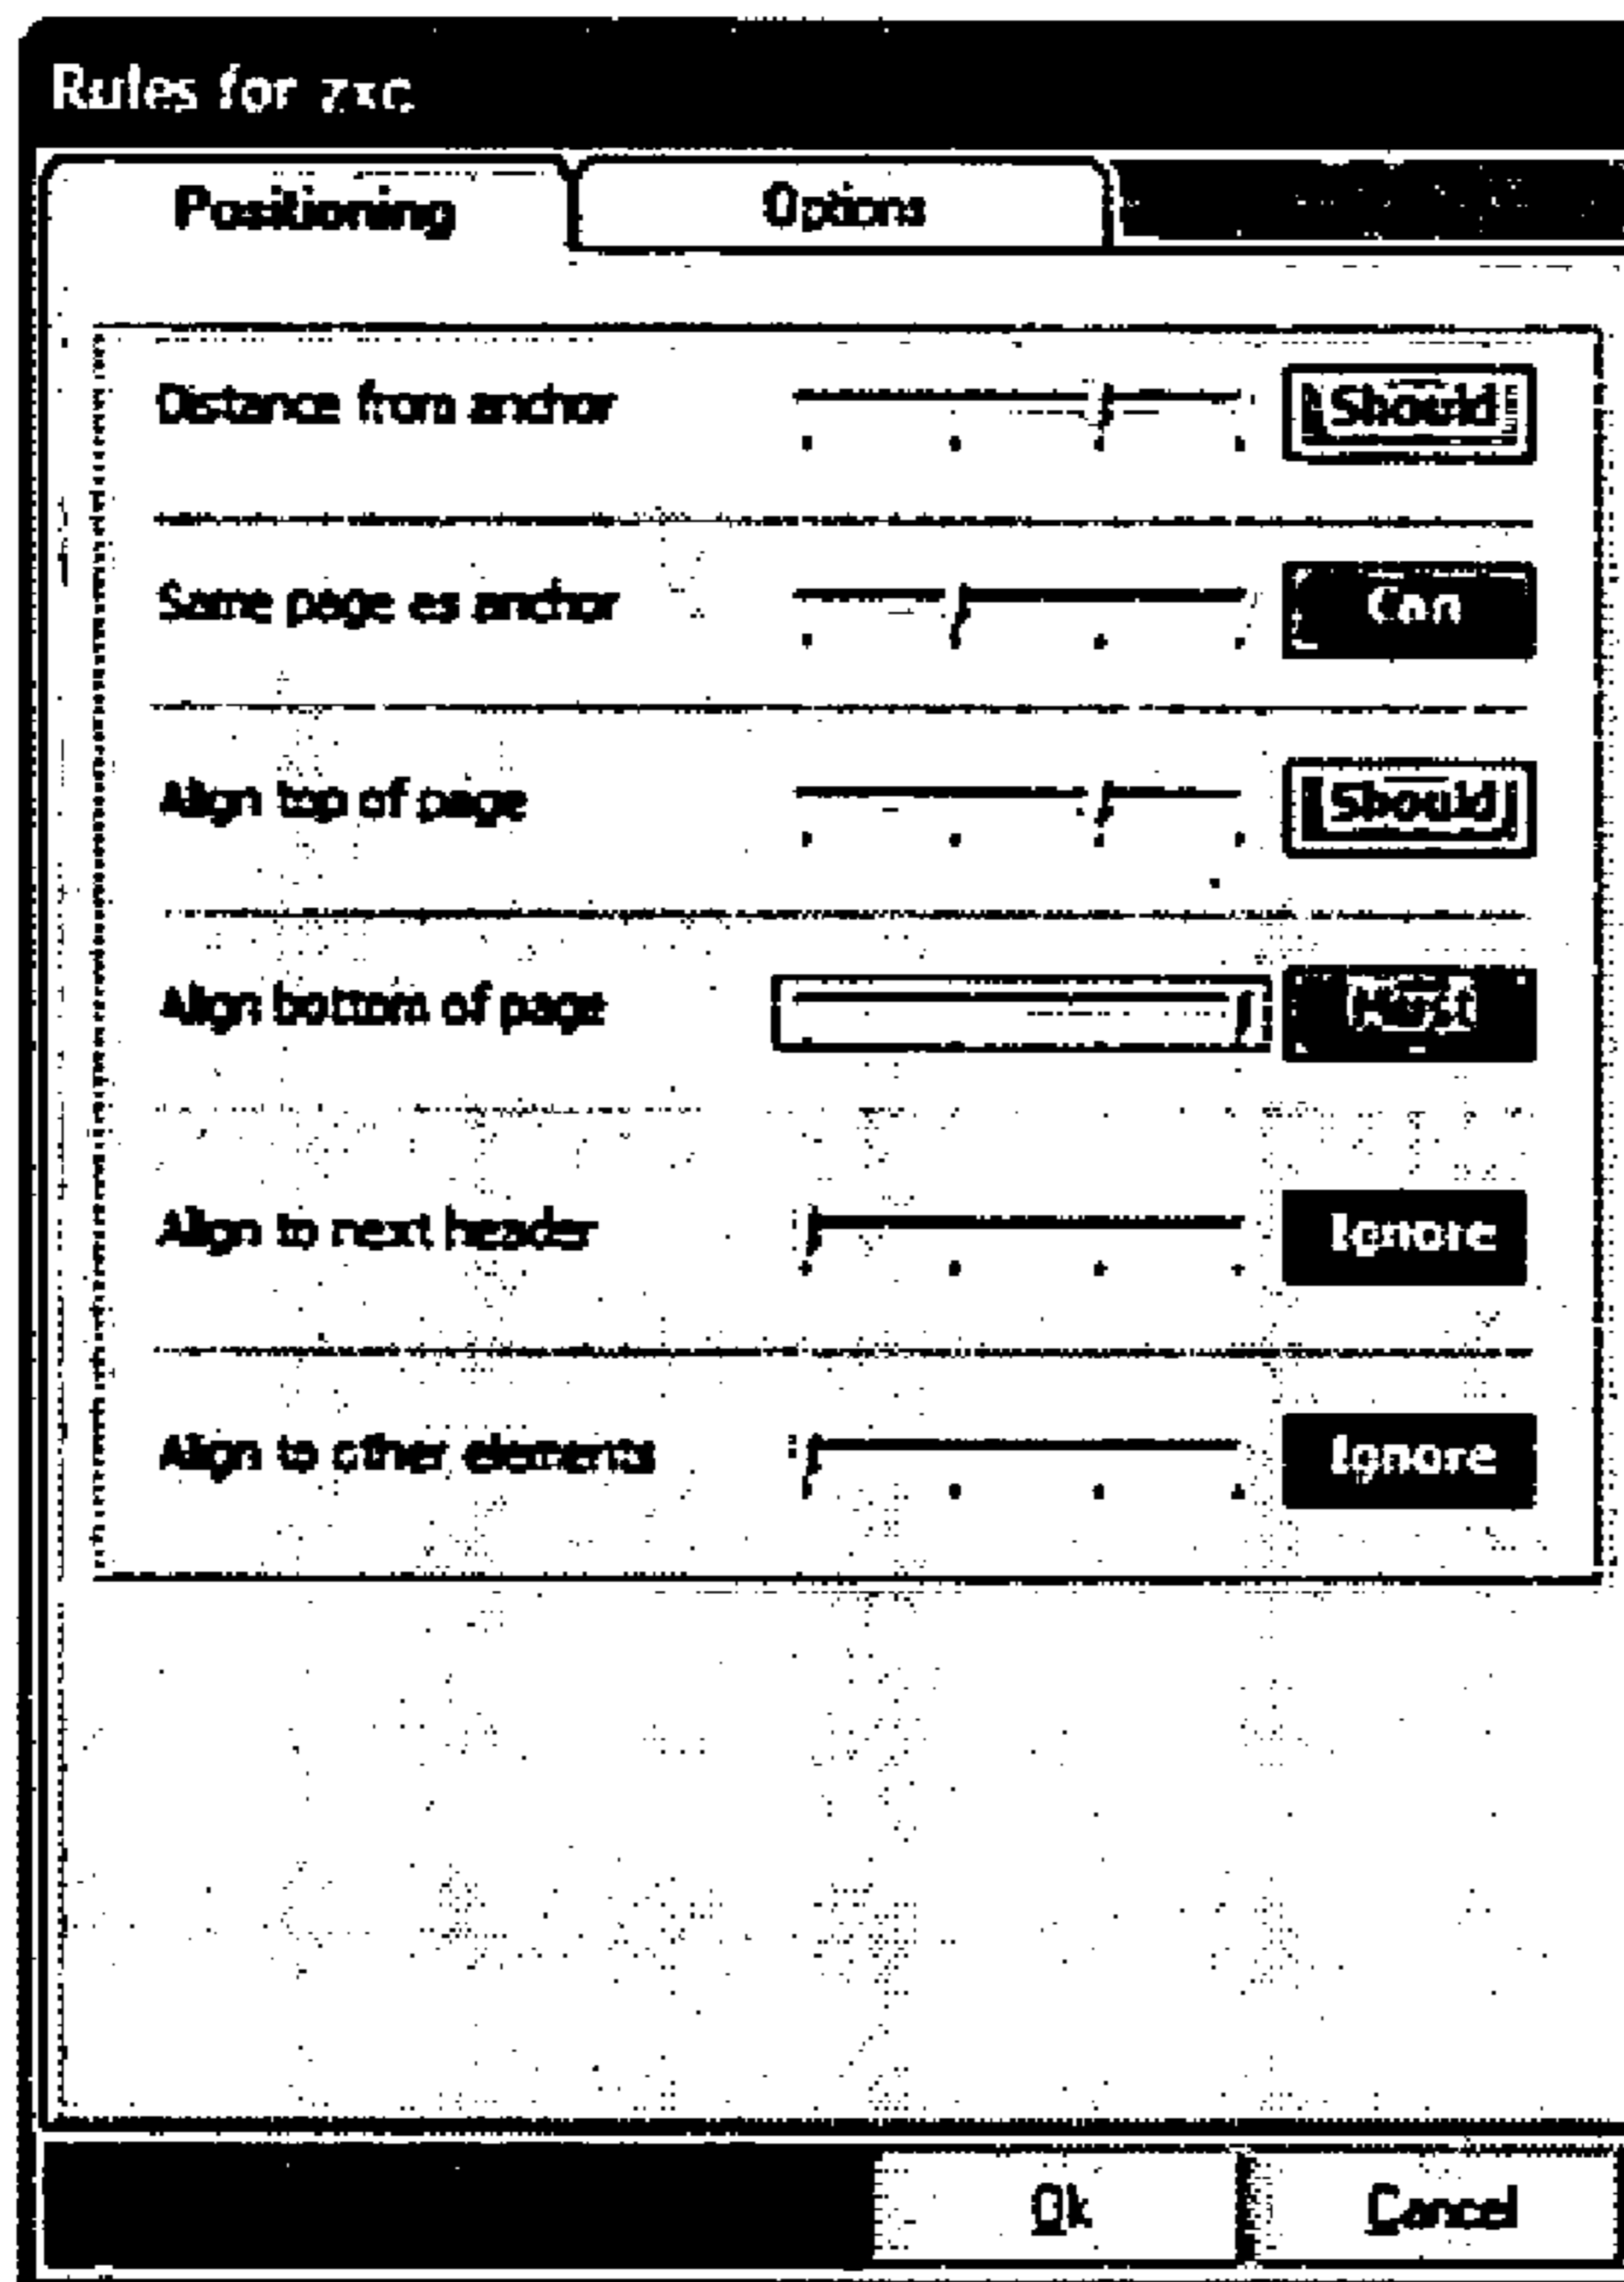 Rules for zxc
Positioning Options
Distance from anchor Should
Same page as anchor Can
Align top of page Should
Align bottom of page Must
Align to next header Ignore
Align to other elements Ignore
Ok Cancel